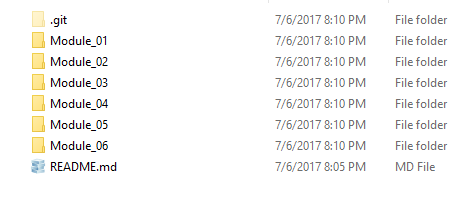 .git 7/6/2017 8:10 PM File folder
Module_01 7/6/2017 8:10 PM File folder
Module_02 7/6/2017 8:10 PM File folder
Module_03 7/6/2017 8:10 PM File folder
Module_04 7/6/2017 8:10 PM File folder
Module_05 7/6/2017 8:10 PM File folder
Module_06 7/6/2017 8:10 PM File folder
README.md 7/6/2017 8:05 PM MD File